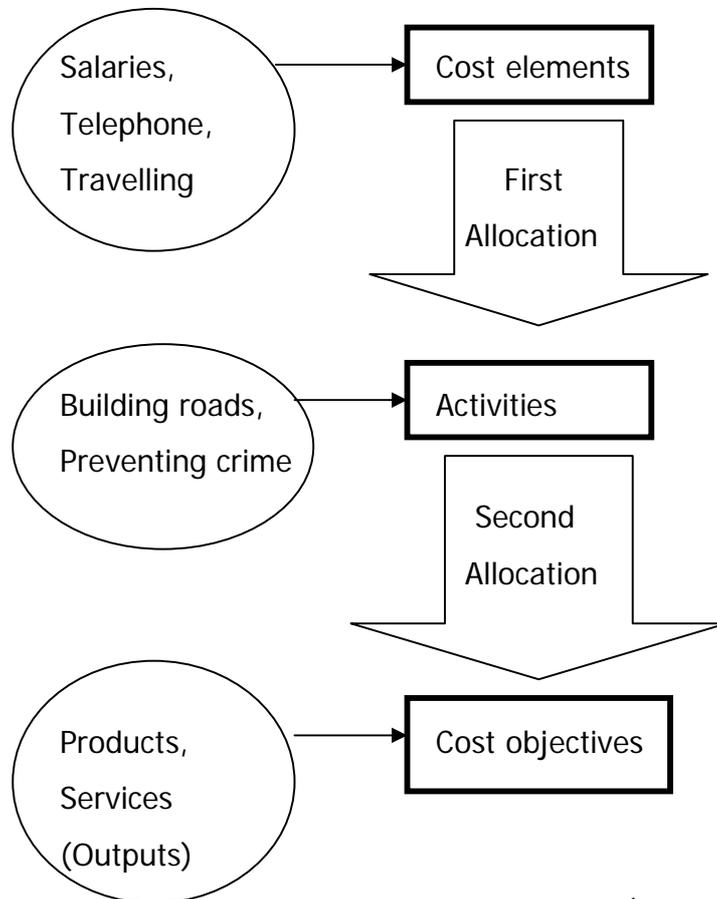 Salaries,
Telephone,
Travelling
Cost elements
First
Allocation
Building roads,
Preventing crime
Activities
Second
Allocation
Products,
Services
(Outputs)
Cost objectives